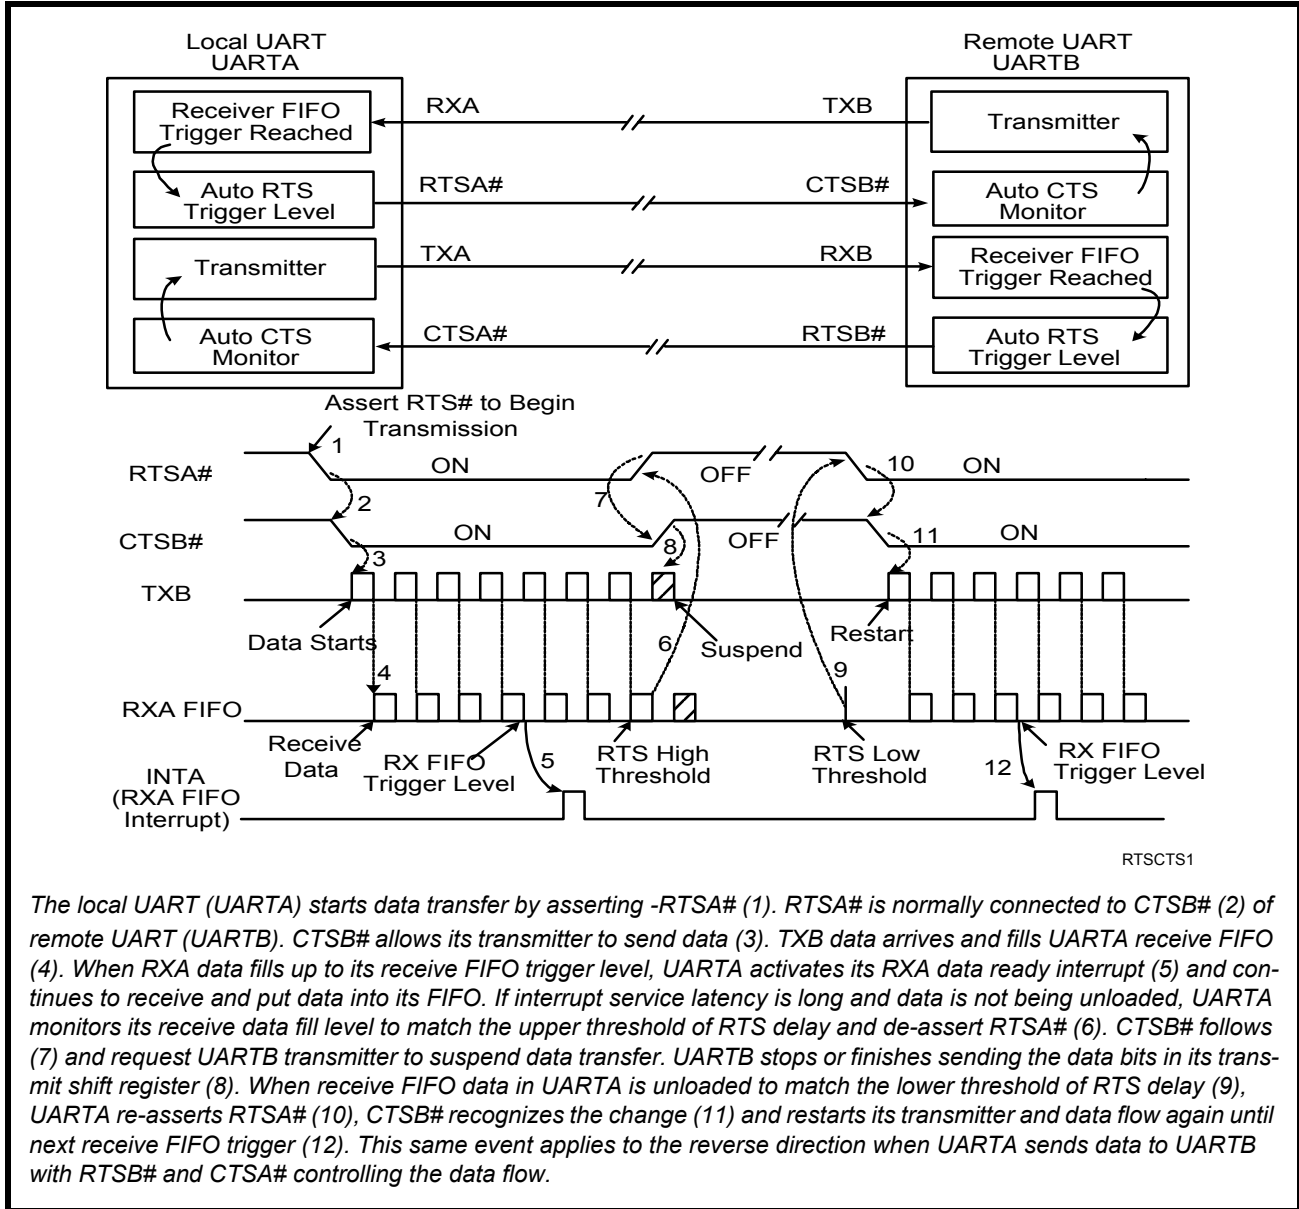 Local UART
UARTA
Remote UART
UARTB
Receiver FIFO
Trigger Reached
RXA
TXB
Transmitter
Auto RTS
Trigger Level
RTSA#
CTSB#
Auto CTS
Monitor
Transmitter
TXA
RXB
Receiver FIFO
Trigger Reached
Auto CTS
Monitor
CTSA#
RTSB#
Auto RTS
Trigger Level
Assert RTS# to Begin
Transmission
1
RTSA#
ON
OFF
10
ON
2
7
CTSB#
ON
8
OFF
11
ON
3
TXB
Data Starts
6
Suspend
Restart
4
9
RXA FIFO
Receive
Data
RX FIFO
Trigger Level
5
RTS High
Threshold
RTS Low
Threshold
12
RX FIFO
Trigger Level
INTA
(RXA FIFO
Interrupt)
RTSCTS1
The local UART (UARTA) starts data transfer by asserting -RTSA# (1). RTSA# is normally connected to CTSB# (2) of
remote UART (UARTB). CTSB# allows its transmitter to send data (3). TXB data arrives and fills UARTA receive FIFO
(4). When RXA data fills up to its receive FIFO trigger level, UARTA activates its RXA data ready interrupt (5) and con-
tinues to receive and put data into its FIFO. If interrupt service latency is long and data is not being unloaded, UARTA
monitors its receive data fill level to match the upper threshold of RTS delay and de-assert RTSA# (6). CTSB# follows
(7) and request UARTB transmitter to suspend data transfer. UARTB stops or finishes sending the data bits in its trans-
mit shift register (8). When receive FIFO data in UARTA is unloaded to match the lower threshold of RTS delay (9),
UARTA re-asserts RTSA# (10), CTSB# recognizes the change (11) and restarts its transmitter and data flow again until
next receive FIFO trigger (12). This same event applies to the reverse direction when UARTA sends data to UARTB
with RTSB# and CTSA# controlling the data flow.